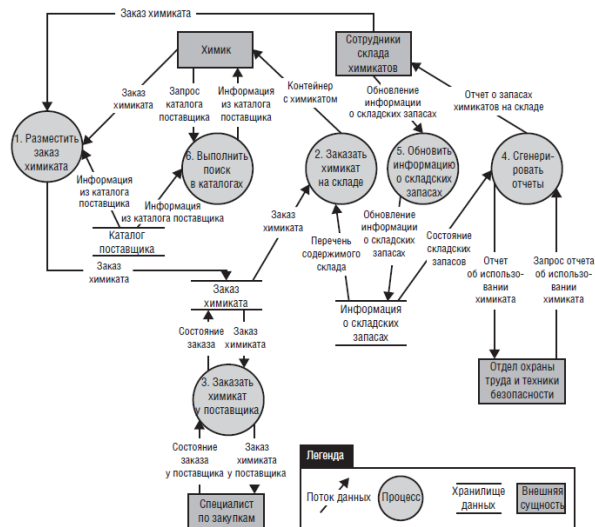 Заказ химиката
Химик
Сотрудники
склада
химикатов
Заказ
химиката
Запрос
каталога
поставщика
Информация
из каталога
поставщика
Контейнер
с химикатом
Обновление
информации
о складских запасах
Отчет о запасах
химикатов на складе
1. Разместить
заказ
химиката
6. Выполнить
поиск
в каталогах
2. Заказать
химикат
на складе
5. Обновить
информацию
о складских
запасах
4. Сгенери-
ровать
отчеты
Информация
из каталога
поставщика
Информация
из каталога поставщика
Каталог
поставщика
Заказ
химиката
Заказ
химиката
Перечень
содержимого
склада
Обновление
информации
о складских
запасах
Состояние
складских
запасов
Отчет
об использо-
вании
химиката
Запрос отчета
об использо-
вании
химиката
Заказ
химиката
Информация
о складских
запасах
Состояние
заказа
Заказ
химиката
3. Заказать
химикат
у поставщика
Отдел охраны
труда и техники
безопасности
Состояние
заказа
у поставщика
Заказ
химиката
у поставщика
Специалист
по закупкам
Легенда
Поток данных
Процесс
Хранилище
данных
Внешняя
сущность